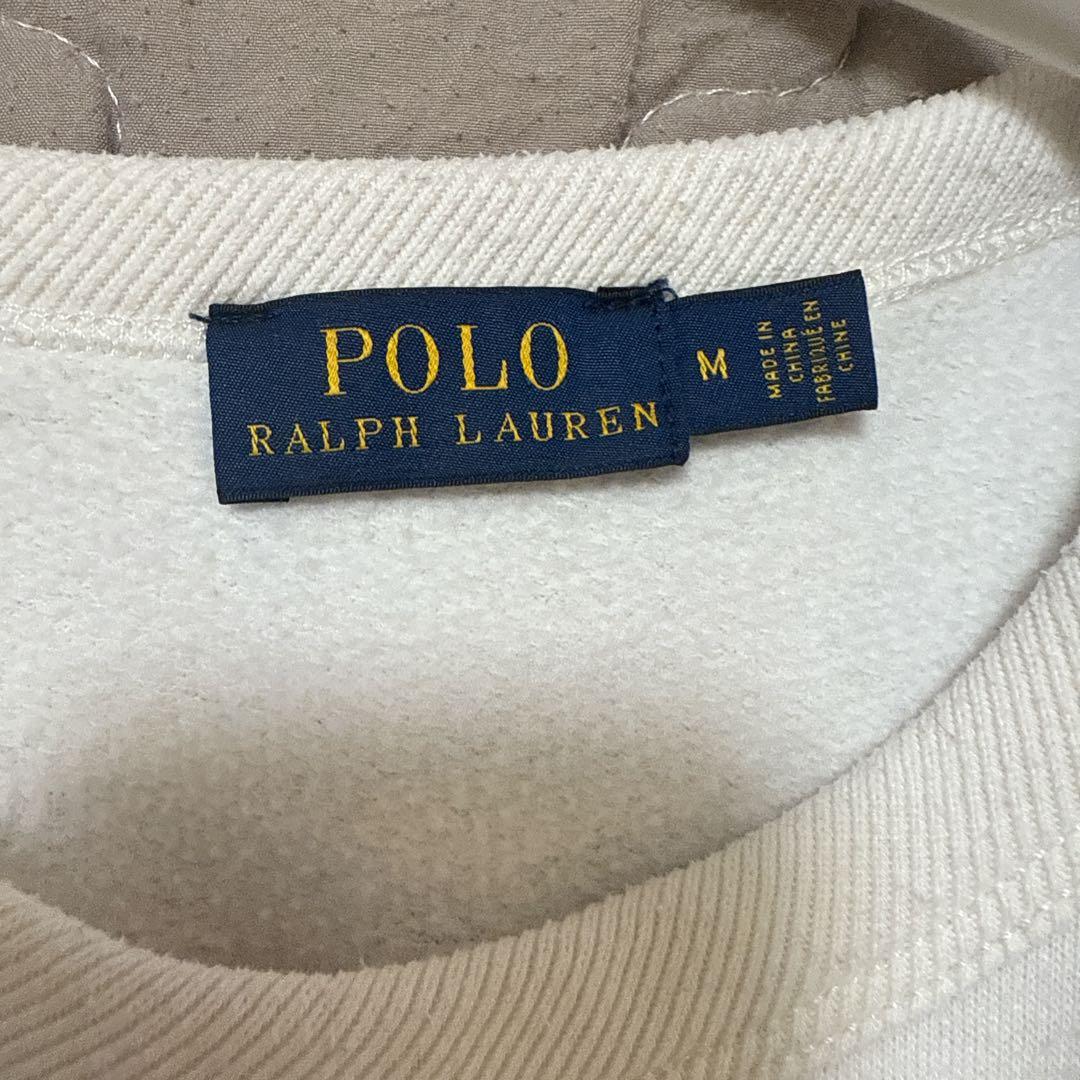 POLO
RALPH LAUREN
M
MADE IN
CHINA
FABRIQUÉ EN
CHINE